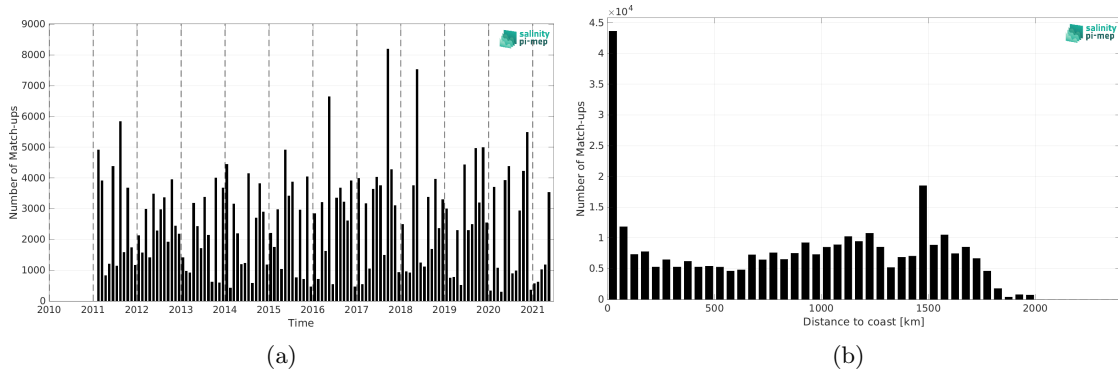 9000
8000
7000
6000
5000
4000
3000
2000
1000
0
Number of Match-ups
2010 2011 2012 2013 2014 2015 2016 2017 2018 2019 2020 2021
Time
salinity
pi-mep
(a)
×10⁴
4.5
4
3.5
3
2.5
2
1.5
1
0.5
0
Number of Match-ups
0 500 1000 1500 2000
Distance to coast [km]
salinity
pi-mep
(b)